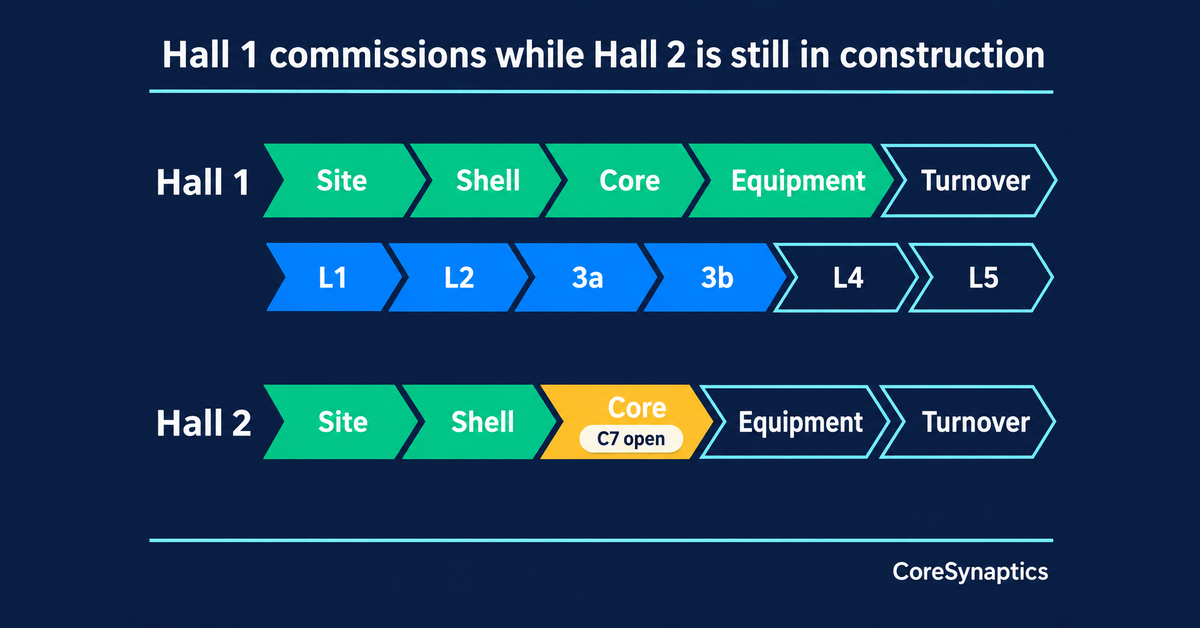 Hall 1 commissions while Hall 2 is still in construction
Hall 1
Site
Shell
Core
Equipment
Turnover
L1
L2
3a
3b
L4
L5
Hall 2
Site
Shell
Core
C7 open
Equipment
Turnover
CoreSynaptics